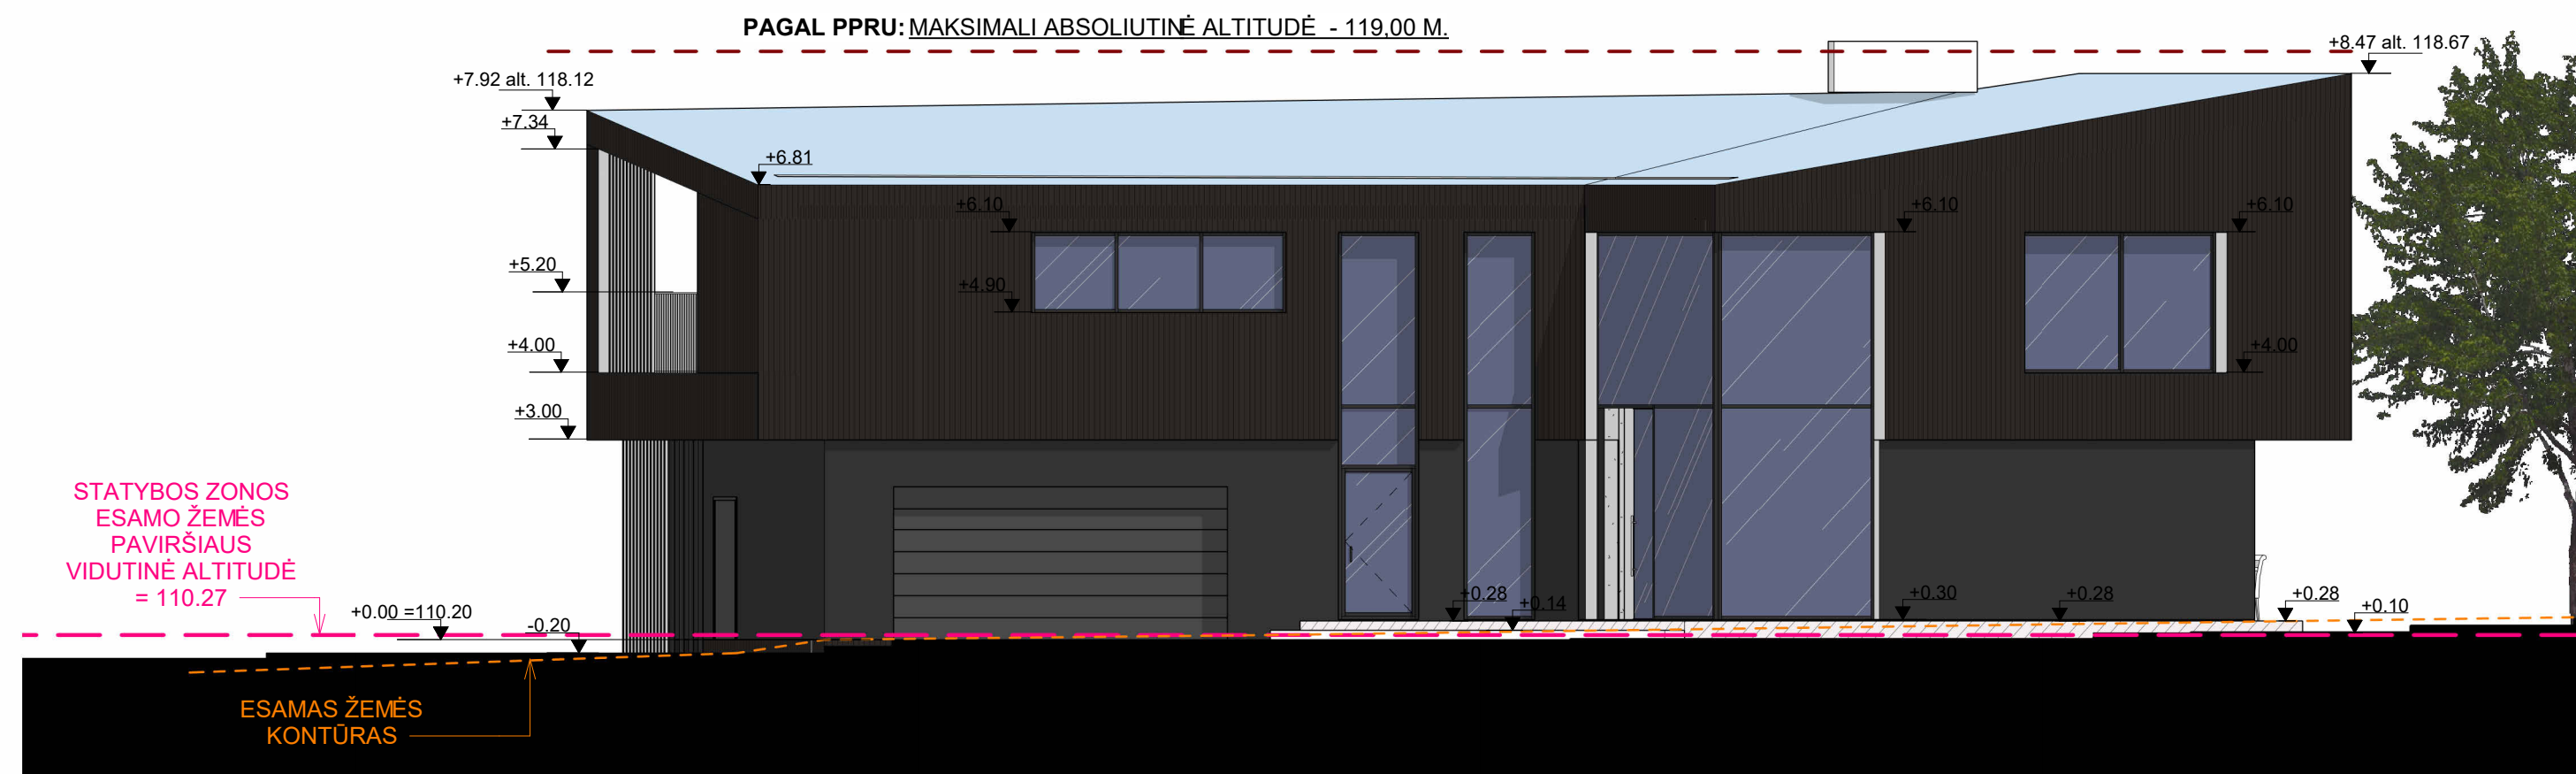 PAGAL PPRU: MAKSIMALI ABSOLIUTINĖ ALTITUDĖ - 119,00 M.
+8.47 alt. 118.67
+7.92 alt. 118.12
+7.34
+6.81
+6.10
+6.10
+6.10
+5.20
+4.90
+4.00
+4.00
+3.00
STATYBOS ZONOS
ESAMO ŽEMĖS
PAVIRŠIAUS
VIDUTINĖ ALTITUDĖ
= 110.27
+0.00 =110.20
-0.20
+0.28
+0.14
+0.30
+0.28
+0.28
+0.10
ESAMAS ŽEMĖS
KONTŪRAS